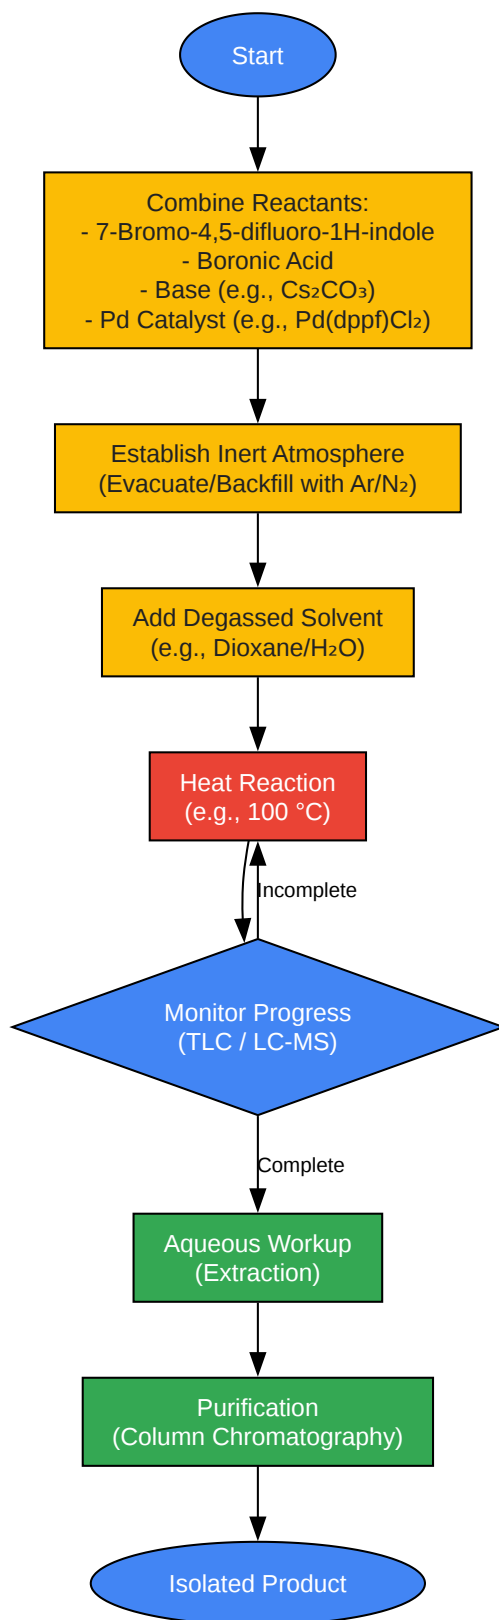 Start
Combine Reactants:
- 7-Bromo-4,5-difluoro-1H-indole
- Boronic Acid
- Base (e.g., Cs₂CO₃)
- Pd Catalyst (e.g., Pd(dppf)Cl₂)
Establish Inert Atmosphere
(Evacuate/Backfill with Ar/N₂)
Add Degassed Solvent
(e.g., Dioxane/H₂O)
Heat Reaction
(e.g., 100 °C)
Incomplete
Monitor Progress
(TLC / LC-MS)
Complete
Aqueous Workup
(Extraction)
Purification
(Column Chromatography)
Isolated Product